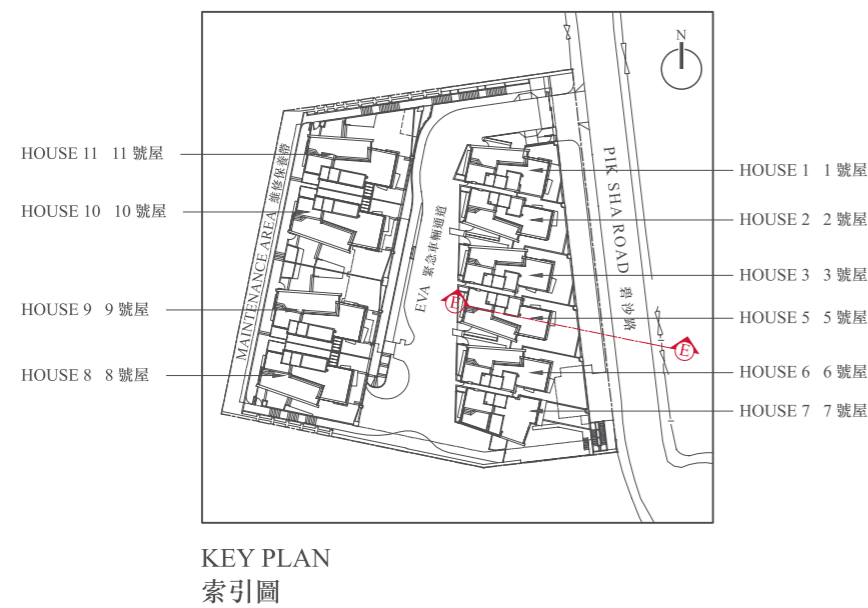 N
HOUSE 11 11 號屋
HOUSE 10 10 號屋
HOUSE 9 9 號屋
HOUSE 8 8 號屋
MAINTENANCE AREA 維修保養帶
EVA 緊急車輛通道
PIK SHA ROAD 碧沙路
E
E
HOUSE 1 1 號屋
HOUSE 2 2 號屋
HOUSE 3 3 號屋
HOUSE 5 5 號屋
HOUSE 6 6 號屋
HOUSE 7 7 號屋
KEY PLAN
索引圖